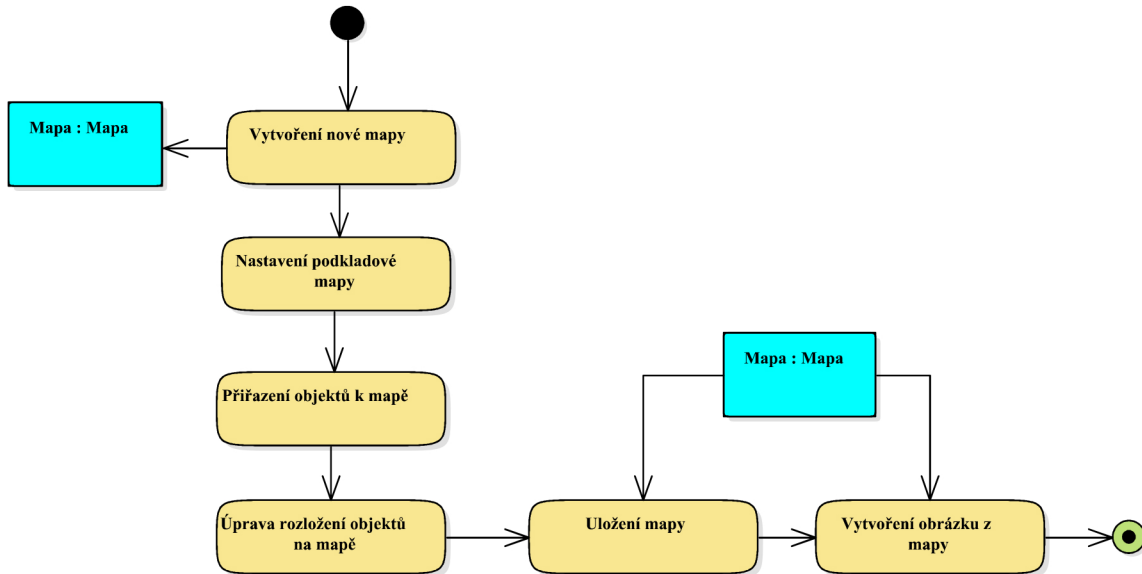 Mapa : Mapa
Vytvoření nové mapy
Nastavení podkladové
mapy
Mapa : Mapa
Přiřazení objektů k mapě
Úprava rozložení objektů
na mapě
Uložení mapy
Vytvoření obrázku z
mapy